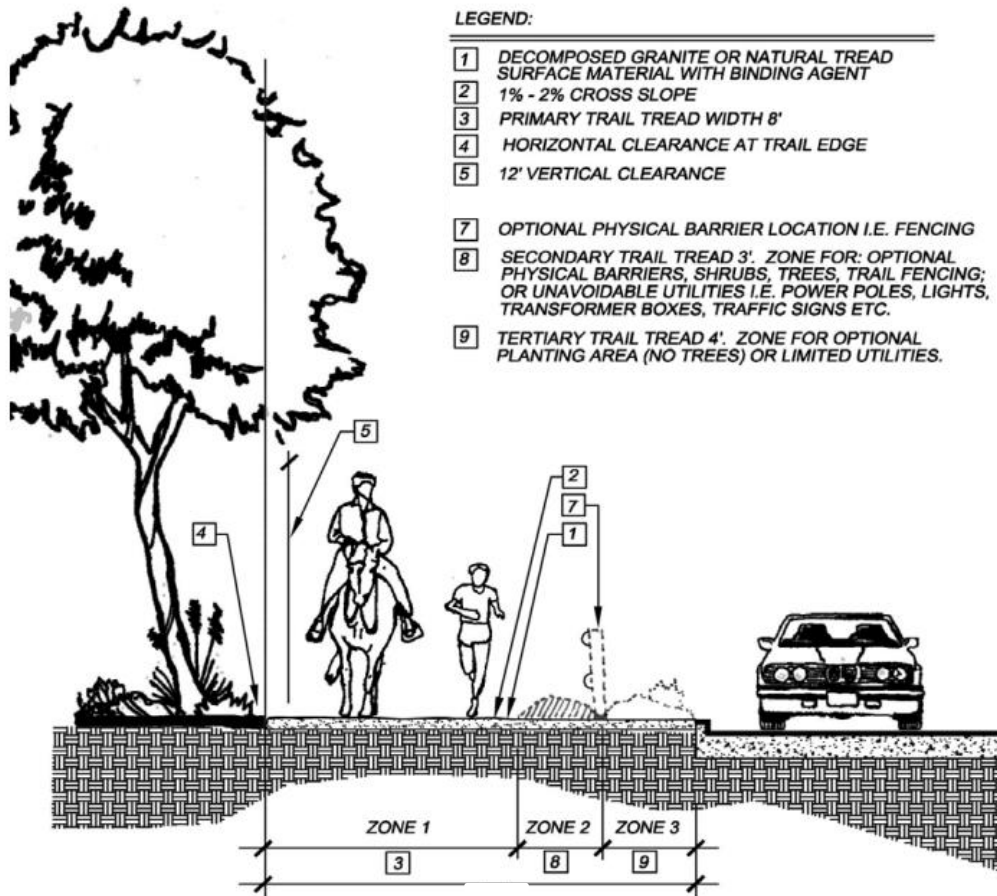 LEGEND:
1 DECOMPOSED GRANITE OR NATURAL TREAD
SURFACE MATERIAL WITH BINDING AGENT
2 1% - 2% CROSS SLOPE
3 PRIMARY TRAIL TREAD WIDTH 8'
4 HORIZONTAL CLEARANCE AT TRAIL EDGE
5 12' VERTICAL CLEARANCE
7 OPTIONAL PHYSICAL BARRIER LOCATION I.E. FENCING
8 SECONDARY TRAIL TREAD 3'. ZONE FOR: OPTIONAL
PHYSICAL BARRIERS, SHRUBS, TREES, TRAIL FENCING;
OR UNAVOIDABLE UTILITIES I.E. POWER POLES, LIGHTS,
TRANSFORMER BOXES, TRAFFIC SIGNS ETC.
9 TERTIARY TRAIL TREAD 4'. ZONE FOR OPTIONAL
PLANTING AREA (NO TREES) OR LIMITED UTILITIES.
5
2
7
4
1
ZONE 1 ZONE 2 ZONE 3
3 8 9